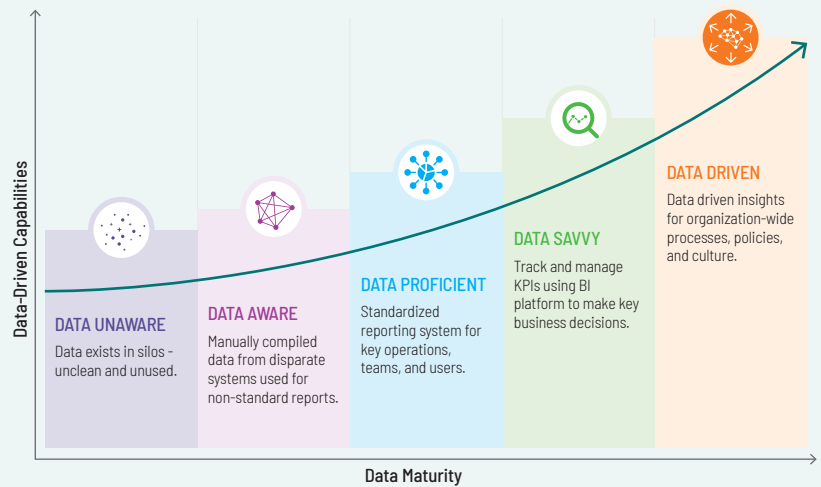 Data-Driven Capabilities
DATA UNAWARE
Data exists in silos -
unclean and unused.
DATA AWARE
Manually compiled
data from disparate
systems used for
non-standard reports.
DATA PROFICIENT
Standardized
reporting system for
key operations,
teams, and users.
DATA SAVVY
Track and manage
KPIs using BI
platform to make key
business decisions.
DATA DRIVEN
Data driven insights
for organization-wide
processes, policies,
and culture.
Data Maturity